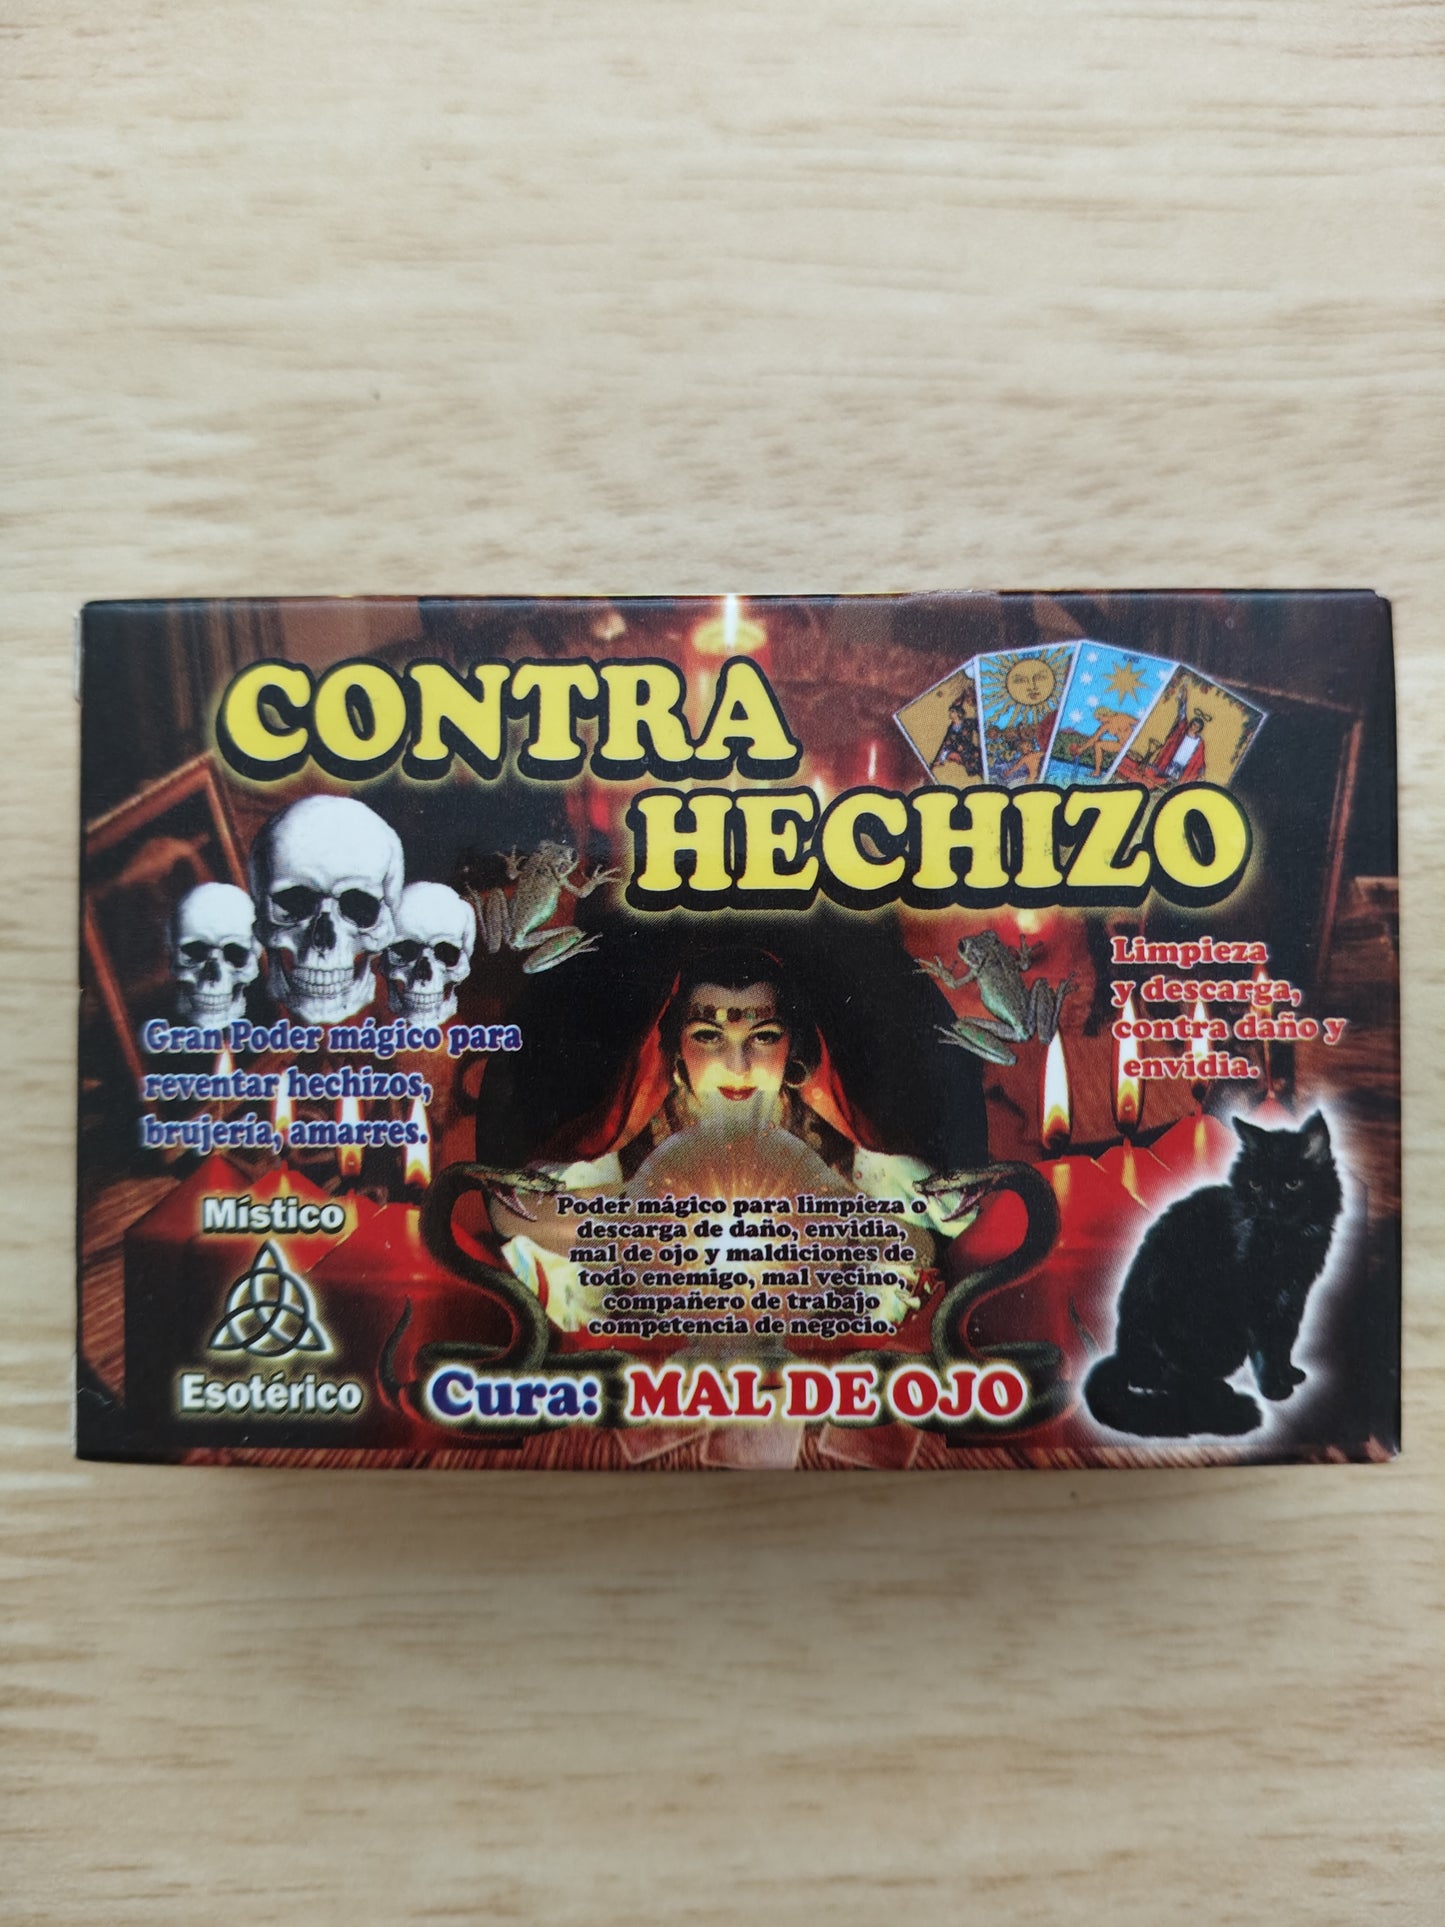 CONTRA
HECHIZO
Gran Poder mágico para
reventar hechizos,
brujería, amarres.
Limpieza
y descarga,
contra daño y
envidia.
Místico
Esotérico
Poder mágico para limpieza o
descarga de daño, envidia,
mal de ojo y maldiciones de
todo enemigo, mal vecino,
compañero de trabajo
competencia de negocio.
Cura: MAL DE OJO